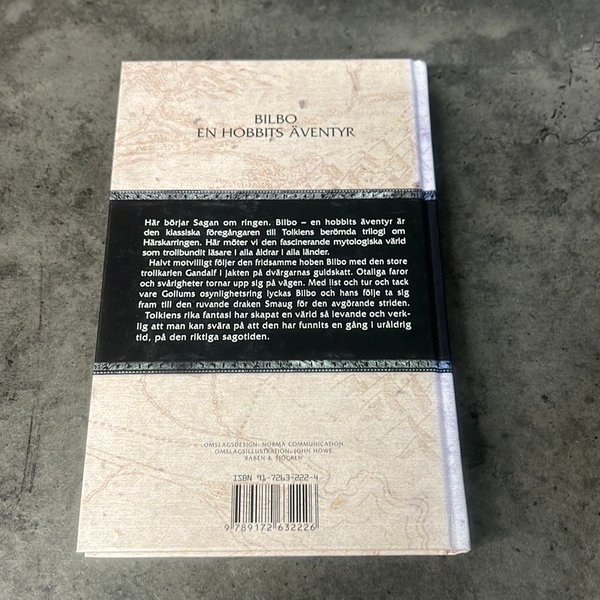 BILBO
EN HOBBITS ÄVENTYR
Här börjar Sagan om ringen. Bilbo – en hobbits äventyr är
den klassiska föregångaren till Tolkiens berömda trilogi om
Härskarringen. Här möter vi den fascinerande mytologiska värld
som trollbundit läsare i alla åldrar i alla länder.
Halvt motvilligt följer den fridsamme hoben Bilbo med den store
trollkarlen Gandalf i jakten på dvärgarnas guldskatt. Otaliga faror
och svårigheter tornar upp sig på vägen. Med list och tur och tack
vare Gollums osynlighetsring lyckas Bilbo och hans följe ta sig
fram till den ruvande draken Smaug för den avgörande striden.
Tolkiens rika fantasi har skapat en värld så levande och verk-
lig att man kan svära på att den har funnits en gång i uråldrig
tid, på den riktiga sagotiden.
OMSLAGSDESIGN: NORMA COMMUNICATION
OMSLAGSILLUSTRATION: JOHN HOWE
RABÉN & SJÖGREN
ISBN 91-7263-222-4
9 789172 632226